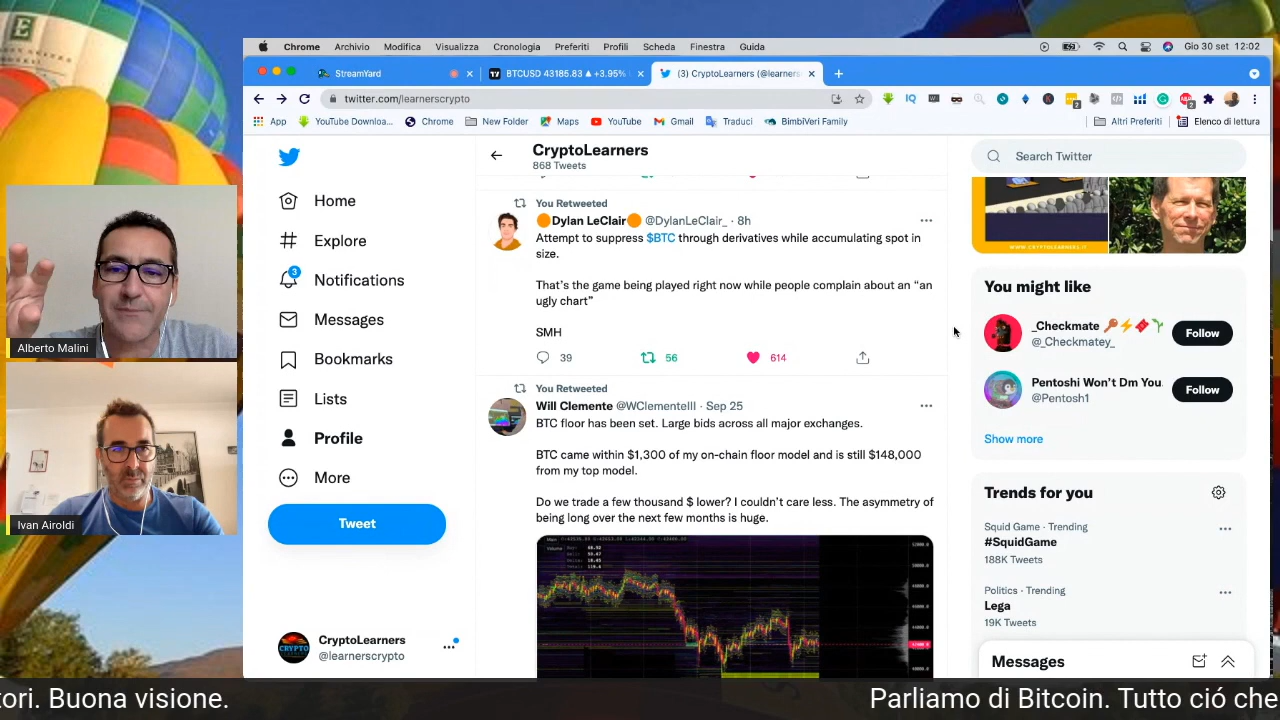 Chrome Archivio Modifica Visualizza Cronologia Preferiti Profili Scheda Finestra Guida Gio 30 set 12:02
StreamYard BTCUSD 43185.83 ▲ +3.95% (3) CryptoLearners (@learners
twitter.com/learnerscrypto
App YouTube Downloa... Chrome New Folder Maps YouTube Gmail Traduci BimbiVeri Family Altri Preferiti Elenco di lettura
CryptoLearners
868 Tweets
Search Twitter
Home
Explore
3
Notifications
Messages
Bookmarks
Lists
Profile
More
Tweet
CryptoLearners
@learnerscrypto
You Retweeted
🟠Dylan LeClair🟠 @DylanLeClair_ · 8h
Attempt to suppress $BTC through derivatives while accumulating spot in
size.
That's the game being played right now while people complain about an “an
ugly chart”
SMH
39 56 614
You Retweeted
Will Clemente @WClementeIII · Sep 25
BTC floor has been set. Large bids across all major exchanges.
BTC came within $1,300 of my on-chain floor model and is still $148,000
from my top model.
Do we trade a few thousand $ lower? I couldn't care less. The asymmetry of
being long over the next few months is huge.
WWW.CRYPTOLEARNERS.IT
You might like
_Checkmate 🔑⚡
@_Checkmatey_
Follow
Pentoshi Won't Dm You
@Pentosh1
Follow
Show more
Trends for you
Squid Game · Trending
#SquidGame
188K Tweets
Politics · Trending
Lega
19K Tweets
Messages
Alberto Malini
Ivan Airoldi
tori. Buona visione. Parliamo di Bitcoin. Tutto ció che